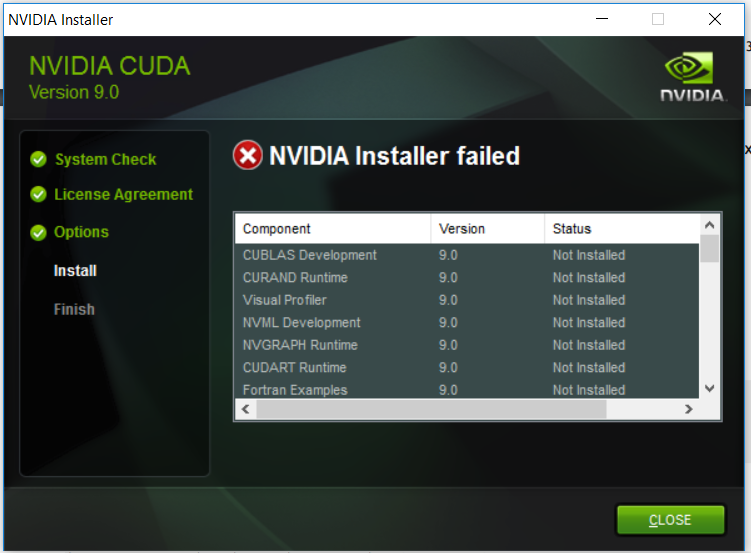 NVIDIA Installer
NVIDIA CUDA
Version 9.0
NVIDIA.
System Check
License Agreement
Options
Install
Finish
NVIDIA Installer failed
Component Version Status
CUBLAS Development 9.0 Not Installed
CURAND Runtime 9.0 Not Installed
Visual Profiler 9.0 Not Installed
NVML Development 9.0 Not Installed
NVGRAPH Runtime 9.0 Not Installed
CUDART Runtime 9.0 Not Installed
Fortran Examples 9.0 Not Installed
CLOSE